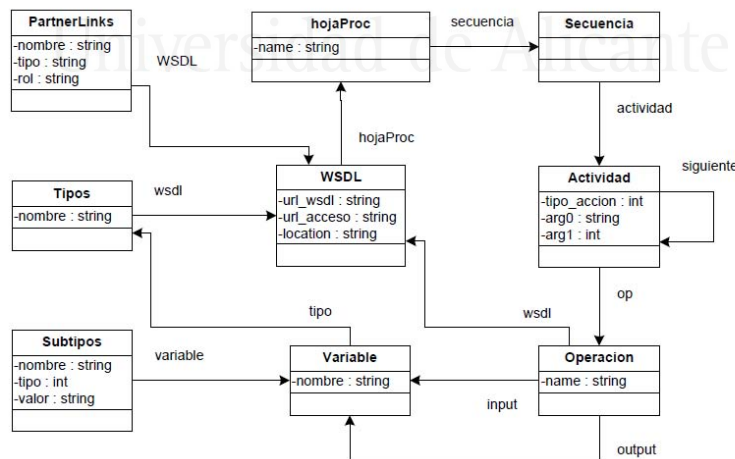 Universidad de Alicante
PartnerLinks
-nombre : string
-tipo : string
-rol : string
WSDL
hojaProc
-name : string
secuencia
Secuencia
hojaProc
actividad
Tipos
-nombre : string
wsdl
WSDL
-url_wsdl : string
-url_acceso : string
-location : string
Actividad
-tipo_accion : int
-arg0 : string
-arg1 : int
siguiente
op
tipo
wsdl
Subtipos
-nombre : string
-tipo : int
-valor : string
variable
Variable
-nombre : string
input
Operacion
-name : string
output